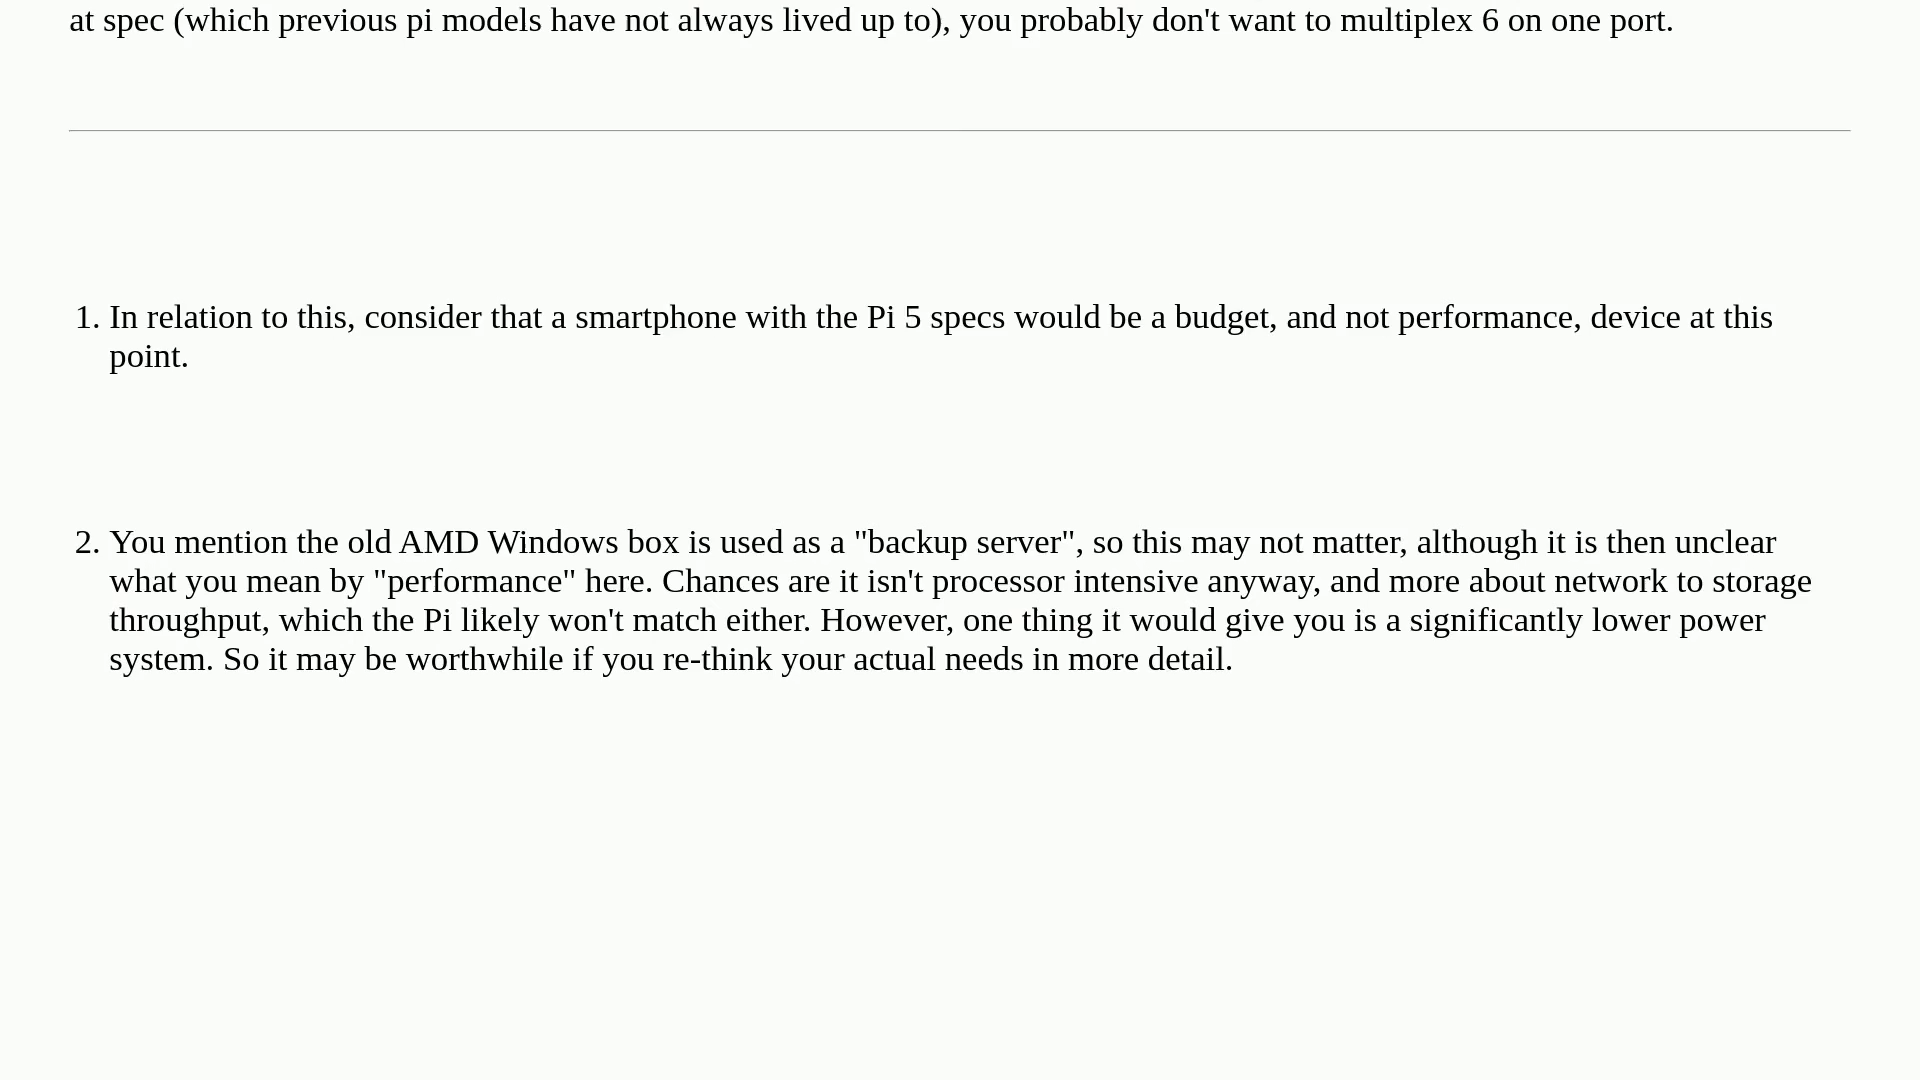 at spec (which previous pi models have not always lived up to), you probably don't want to multiplex 6 on one port.
1. In relation to this, consider that a smartphone with the Pi 5 specs would be a budget, and not performance, device at this
point.
2. You mention the old AMD Windows box is used as a "backup server", so this may not matter, although it is then unclear
what you mean by "performance" here. Chances are it isn't processor intensive anyway, and more about network to storage
throughput, which the Pi likely won't match either. However, one thing it would give you is a significantly lower power
system. So it may be worthwhile if you re-think your actual needs in more detail.